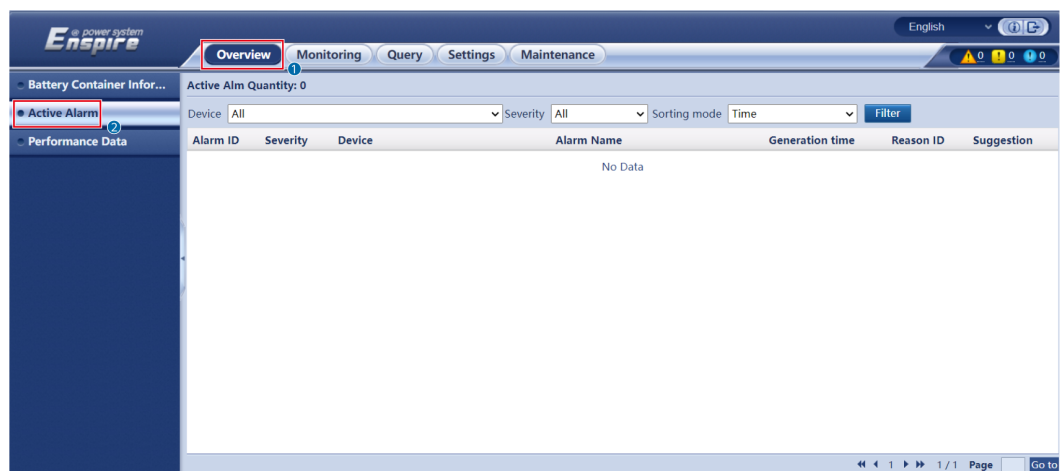 e power system
Enspire
English
Overview Monitoring Query Settings Maintenance
0 0 0
1
Battery Container Infor... Active Alm Quantity: 0
Active Alarm Device All Severity All Sorting mode Time Filter
2
Performance Data Alarm ID Severity Device Alarm Name Generation time Reason ID Suggestion
No Data
1 1 / 1 Page Go to